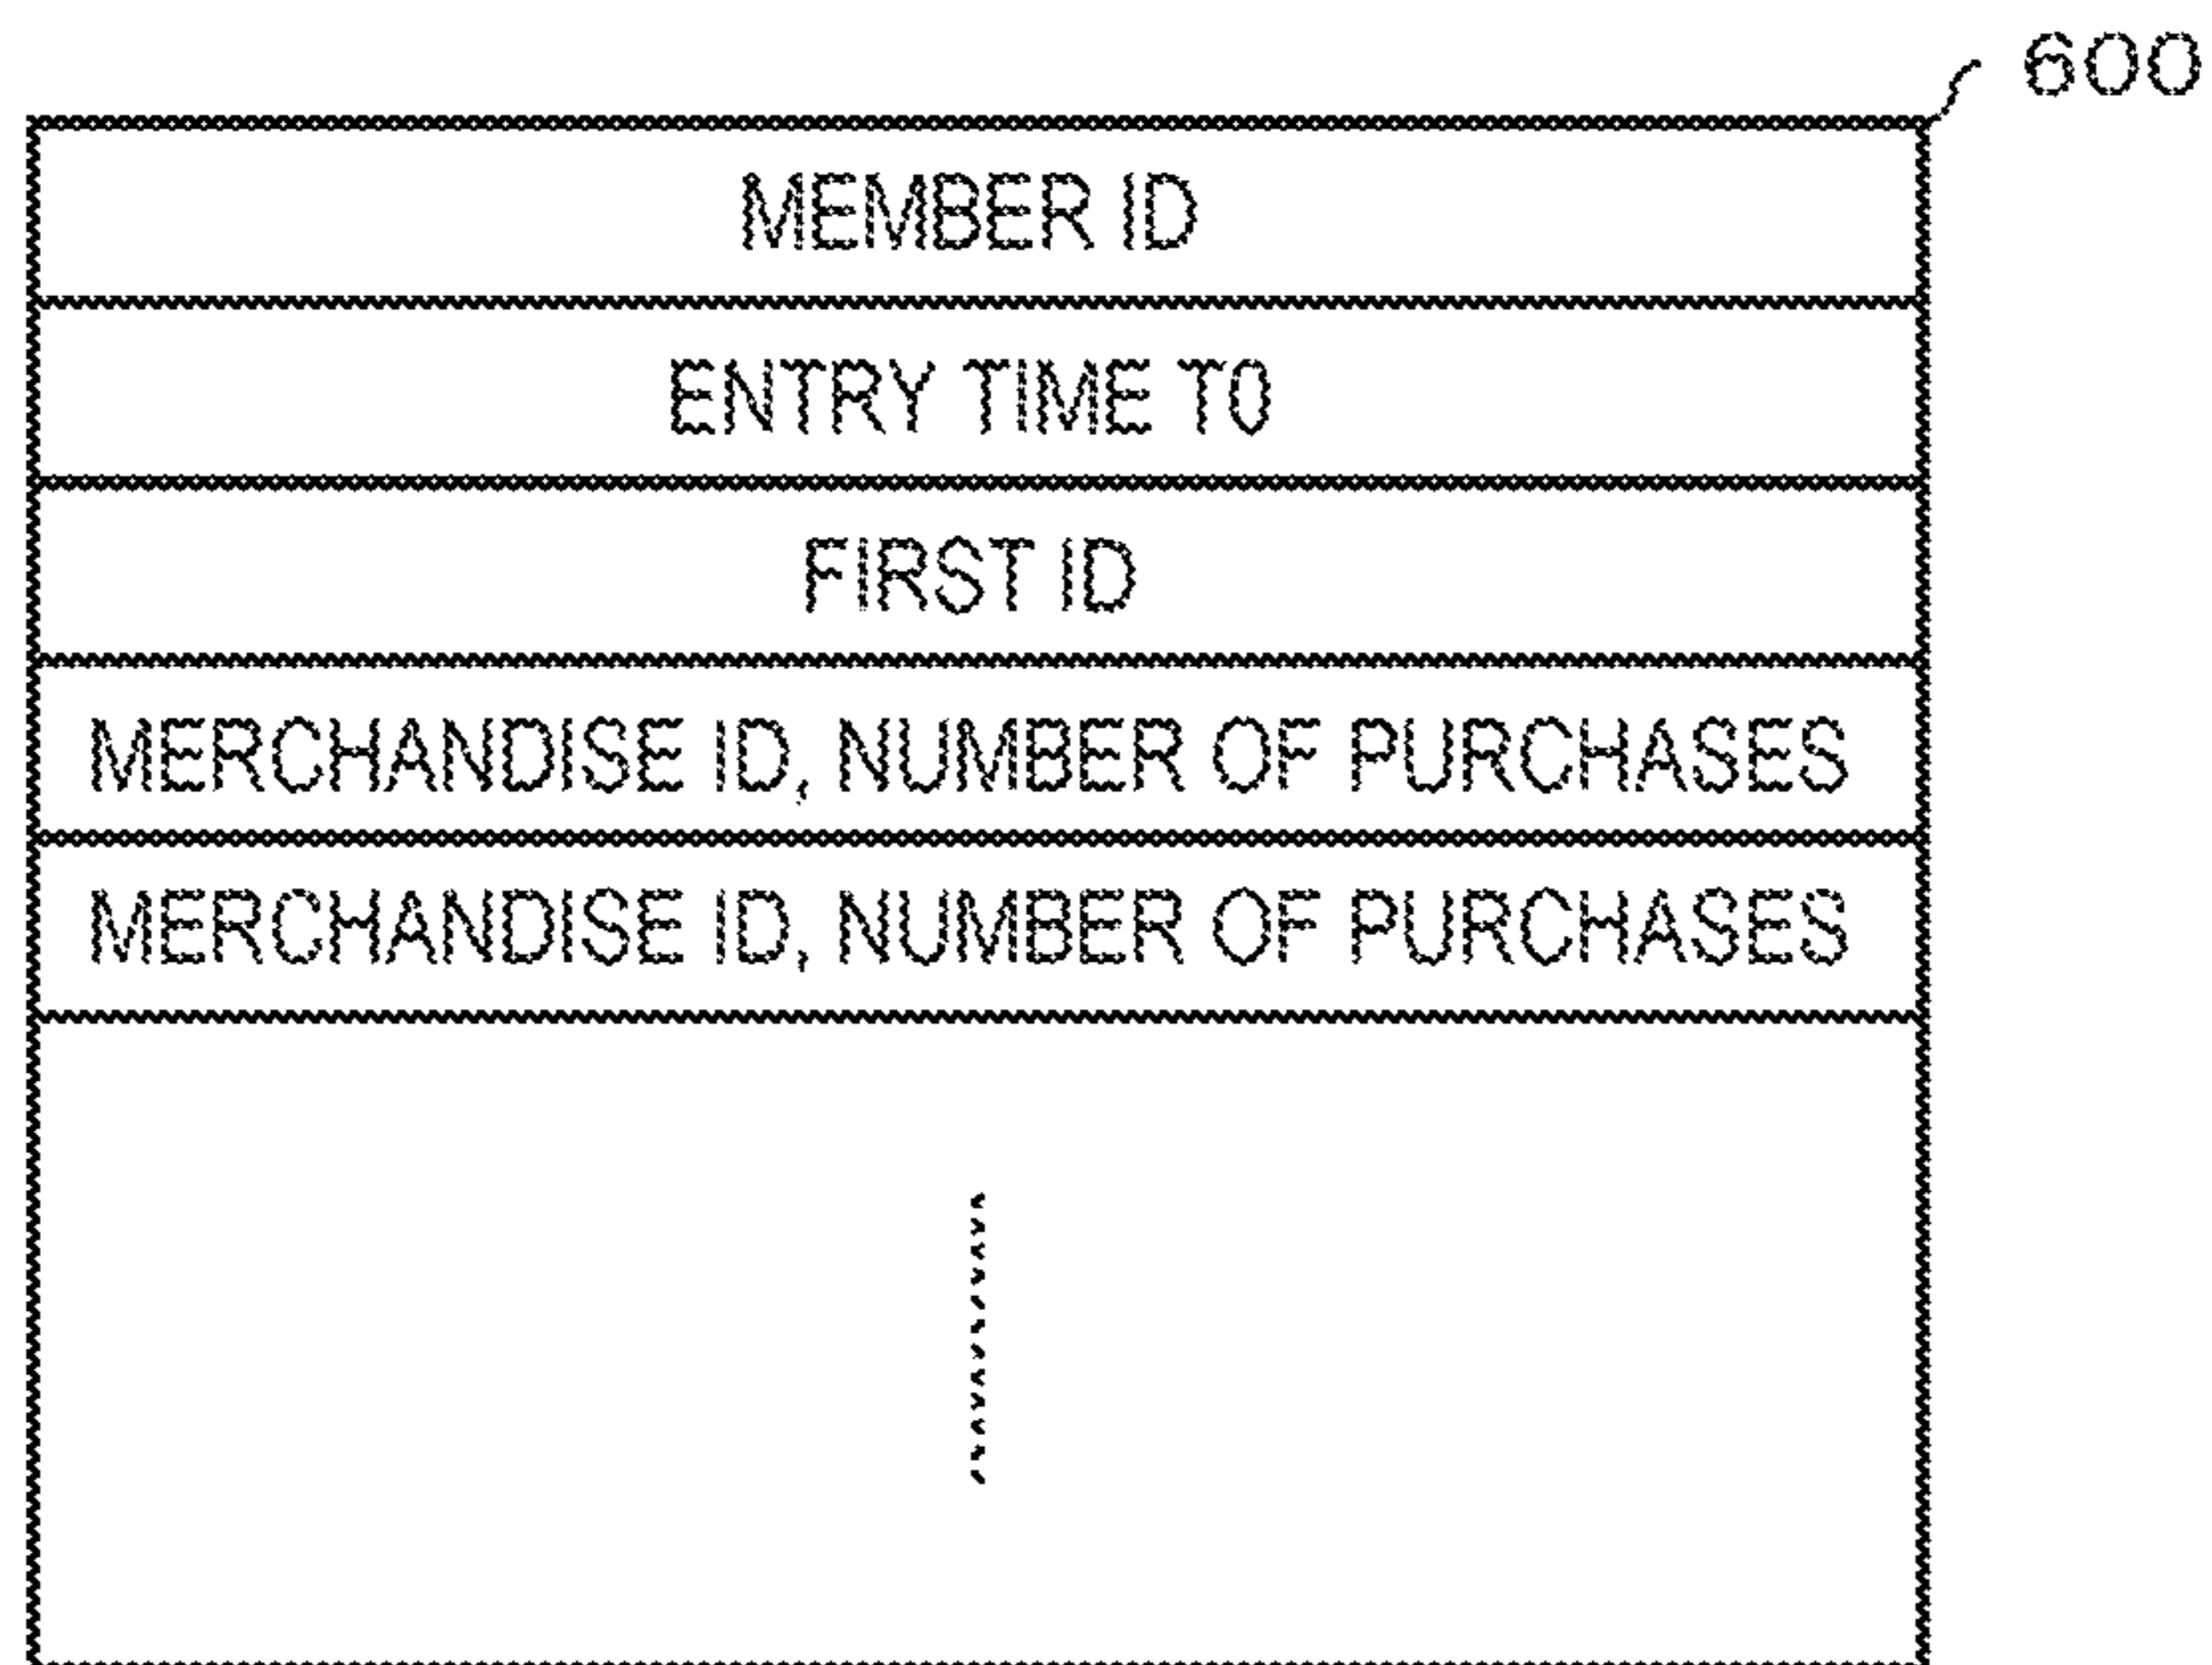 600
MEMBER ID
ENTRY TIME T0
FIRST ID
MERCHANDISE ID, NUMBER OF PURCHASES
MERCHANDISE ID, NUMBER OF PURCHASES